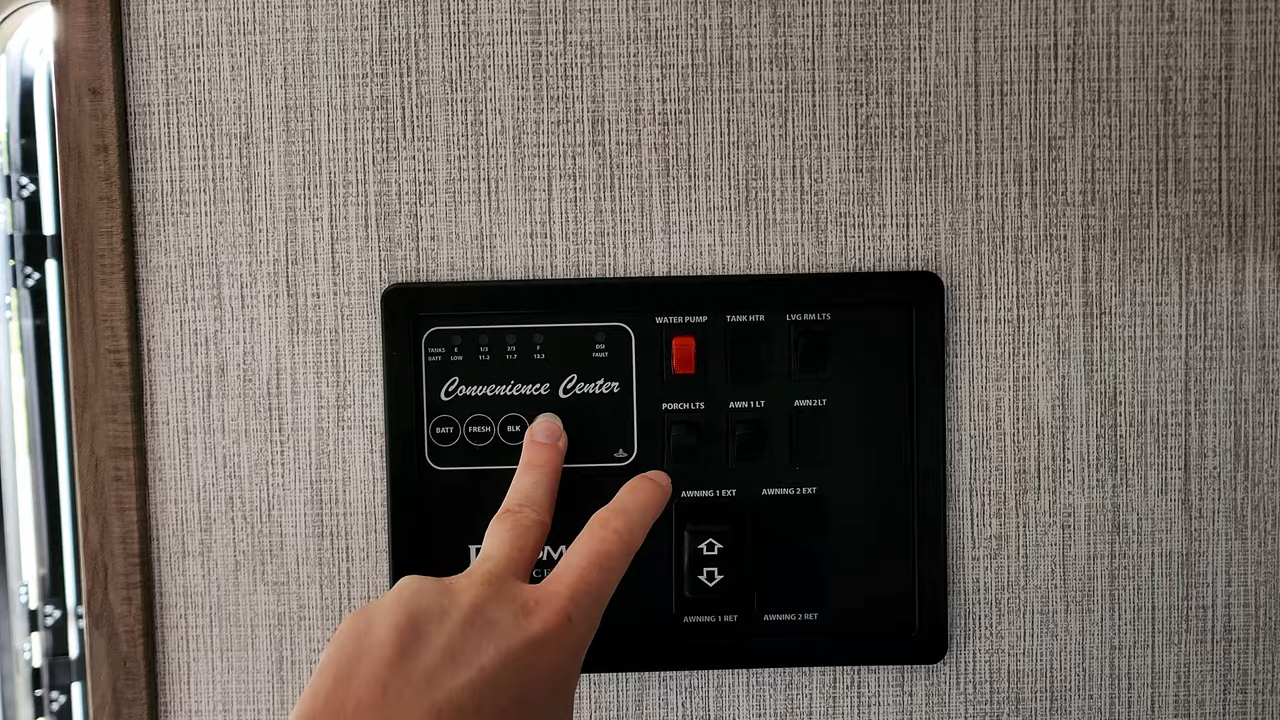 WATER PUMP TANK HTR LVG RM LTS
TANKS E 1/3 2/3 F DSI
BATT LOW 11.2 11.7 12.3 FAULT
Convenience Center
BATT FRESH BLK
PORCH LTS AWN 1 LT AWN2 LT
AWNING 1 EXT AWNING 2 EXT
AWNING 1 RET AWNING 2 RET